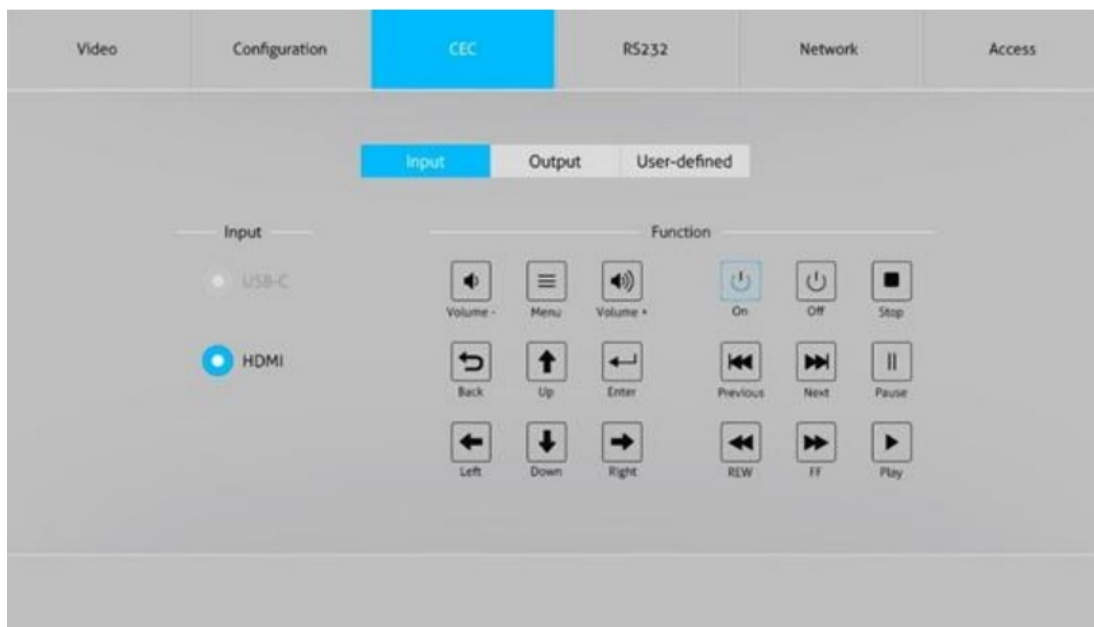 Video Configuration CEC RS232 Network Access
Input Output User-defined
Input Function
USB-C
Volume - Menu Volume + On Off Stop
HDMI
Back Up Enter Previous Next Pause
Left Down Right REW FF Play